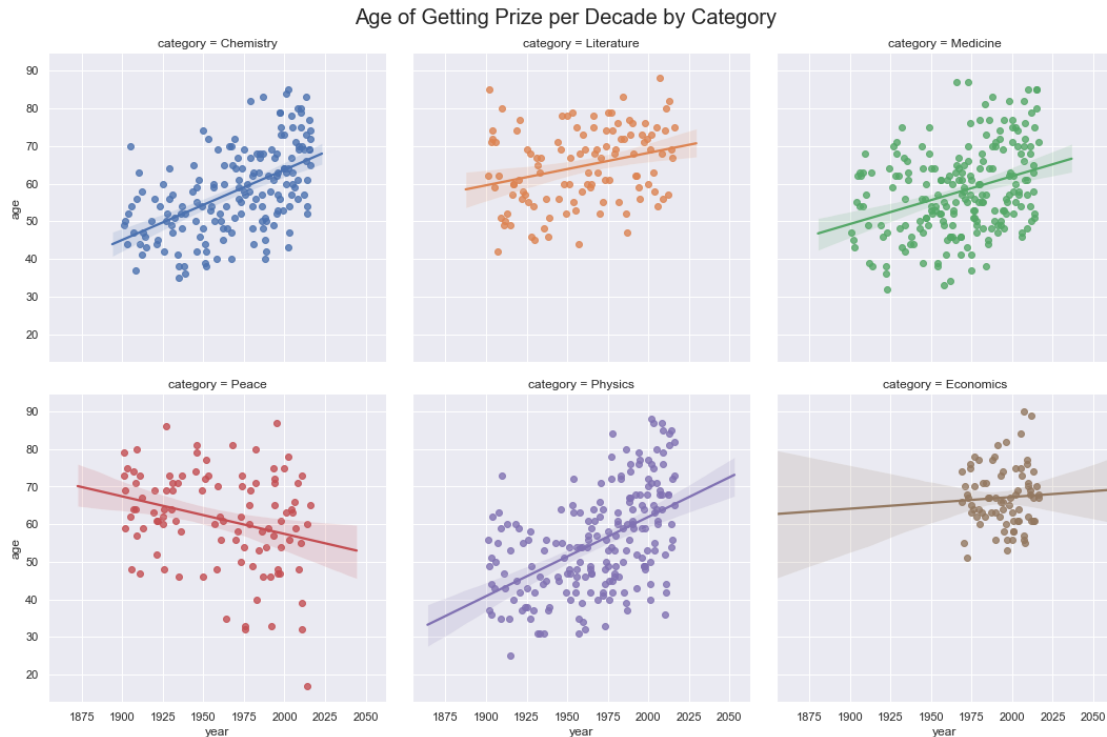 Age of Getting Prize per Decade by Category
category = Chemistry
category = Literature
category = Medicine
90
80
70
60
50
40
30
20
age
category = Peace
category = Physics
category = Economics
90
80
70
60
50
40
30
20
age
1875 1900 1925 1950 1975 2000 2025 2050
1875 1900 1925 1950 1975 2000 2025 2050
1875 1900 1925 1950 1975 2000 2025 2050
year
year
year